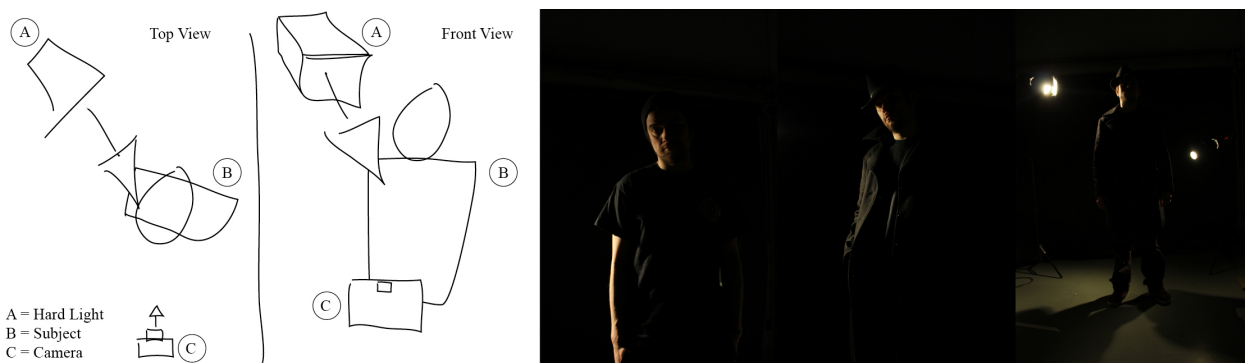 A
Top View
B
A = Hard Light
B = Subject
C = Camera
C
A
Front View
B
C